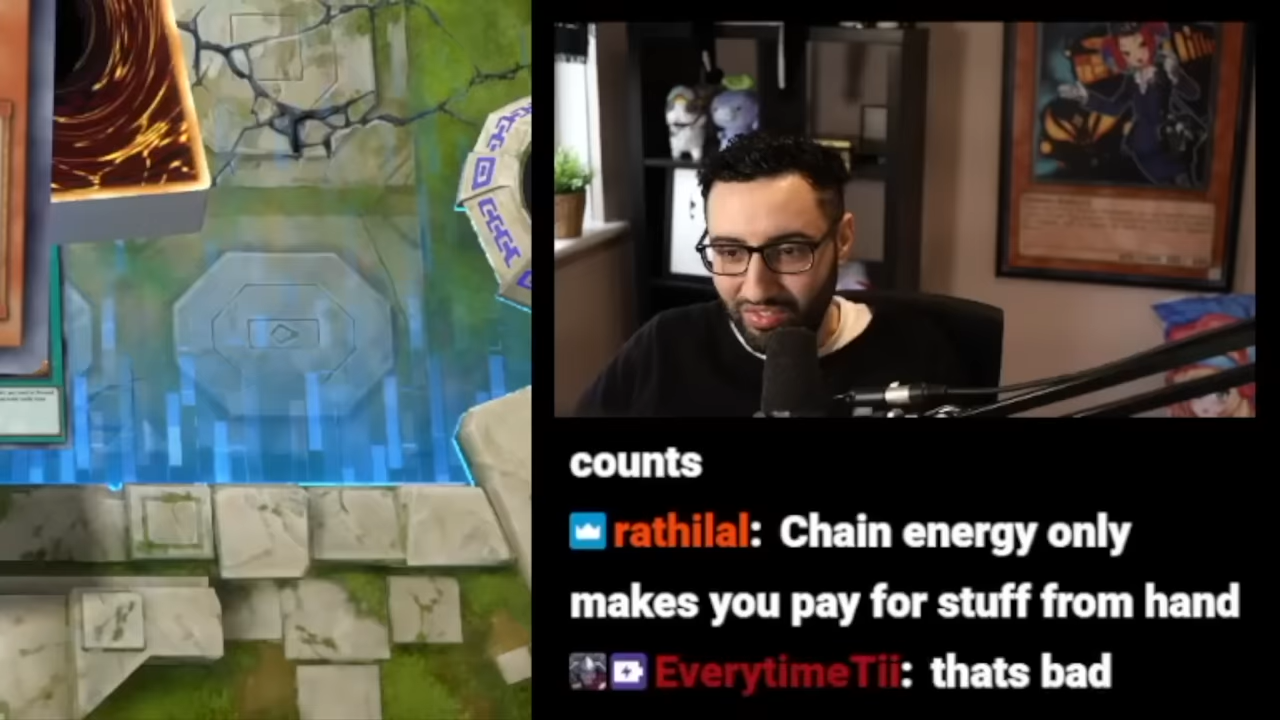 counts
rathilal: Chain energy only
makes you pay for stuff from hand
EverytimeTii: thats bad